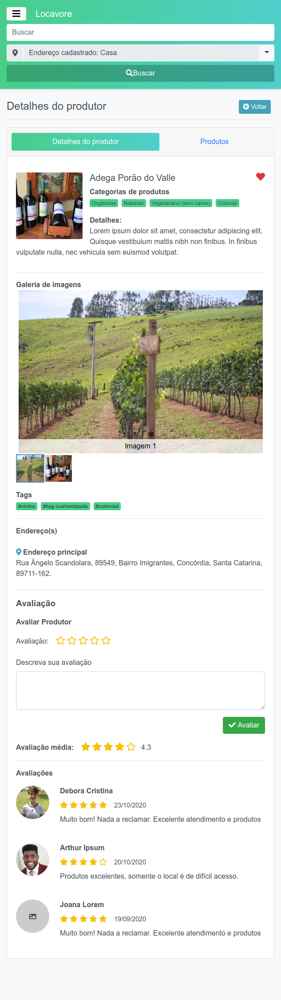 Locavore
Buscar
Endereço cadastrado: Casa
Buscar
Detalhes do produtor
Voltar
Detalhes do produtor
Produtos
Adega Porão do Valle
Categorias de produtos
Orgânicos Naturais Vegetariano (sem carne) Colonial
Detalhes:
Lorem ipsum dolor sit amet, consectetur adipiscing elit.
Quisque vestibulum mattis nibh non finibus. In finibus
vulputate nulla, nec vehicula sem euismod volutpat.
Galeria de imagens
SYRAH
Imagem 1
Tags
#vinho #tag customizada #colonial
Endereço(s)
Endereço principal
Rua Ângelo Scandolara, 89549, Bairro Imigrantes, Concórdia, Santa Catarina,
89711-162.
Avaliação
Avaliar Produtor
Avaliação:
Descreva sua avaliação
Avaliar
Avaliação média: 4.3
Avaliações
Debora Cristina
23/10/2020
Muito bom! Nada a reclamar. Excelente atendimento e produtos
Arthur Ipsum
20/10/2020
Produtos excelentes, somente o local é de difícil acesso.
Joana Lorem
19/09/2020
Muito bom! Nada a reclamar. Excelente atendimento e produtos